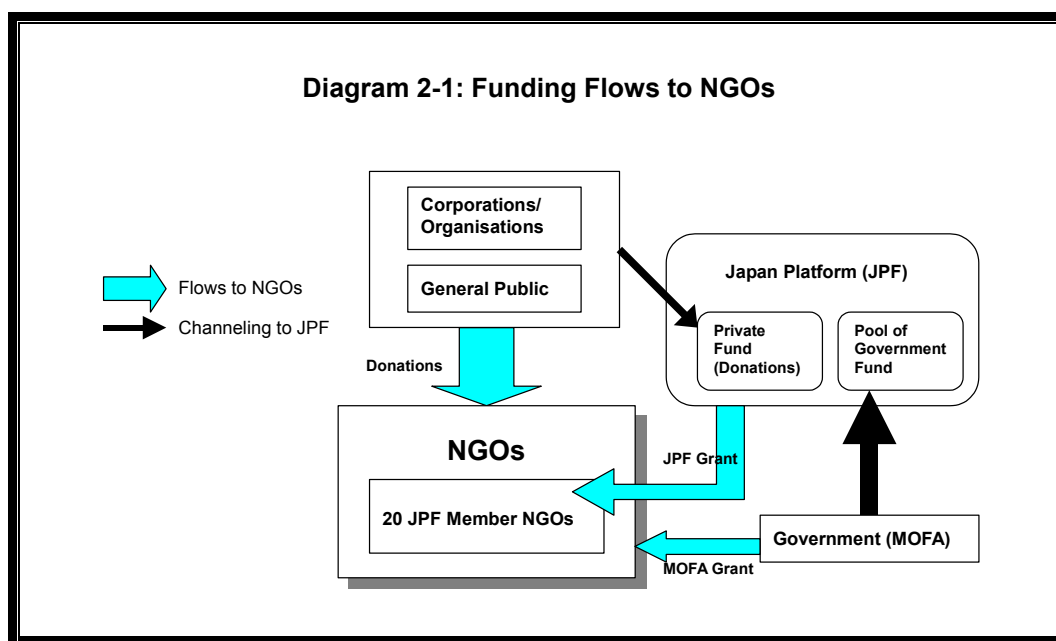 Diagram 2-1: Funding Flows to NGOs
Corporations/
Organisations
General Public
Flows to NGOs
Channeling to JPF
Japan Platform (JPF)
Private
Fund
(Donations)
Pool of
Government
Fund
Donations
NGOs
20 JPF Member NGOs
JPF Grant
Government (MOFA)
MOFA Grant